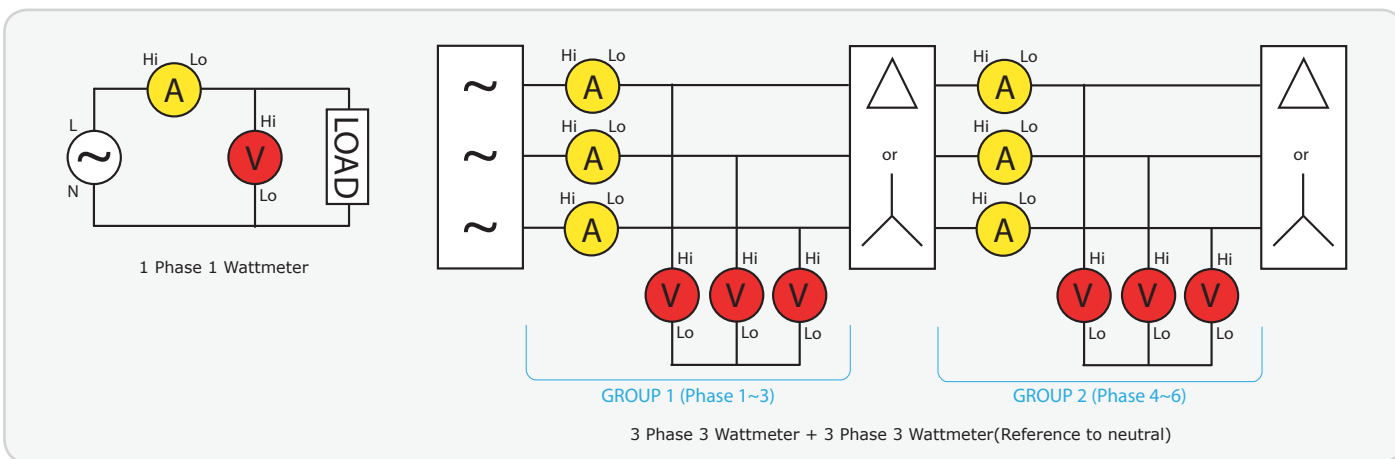 Hi Lo
A
L
~
N
Hi
V
Lo
LOAD
1 Phase 1 Wattmeter
~
~
~
Hi Lo
A
Hi Lo
A
Hi Lo
A
Hi Hi Hi
V V V
Lo Lo Lo
or
GROUP 1 (Phase 1~3)
Hi Lo
A
Hi Lo
A
Hi Lo
A
Hi Hi Hi
V V V
Lo Lo Lo
or
GROUP 2 (Phase 4~6)
3 Phase 3 Wattmeter + 3 Phase 3 Wattmeter(Reference to neutral)